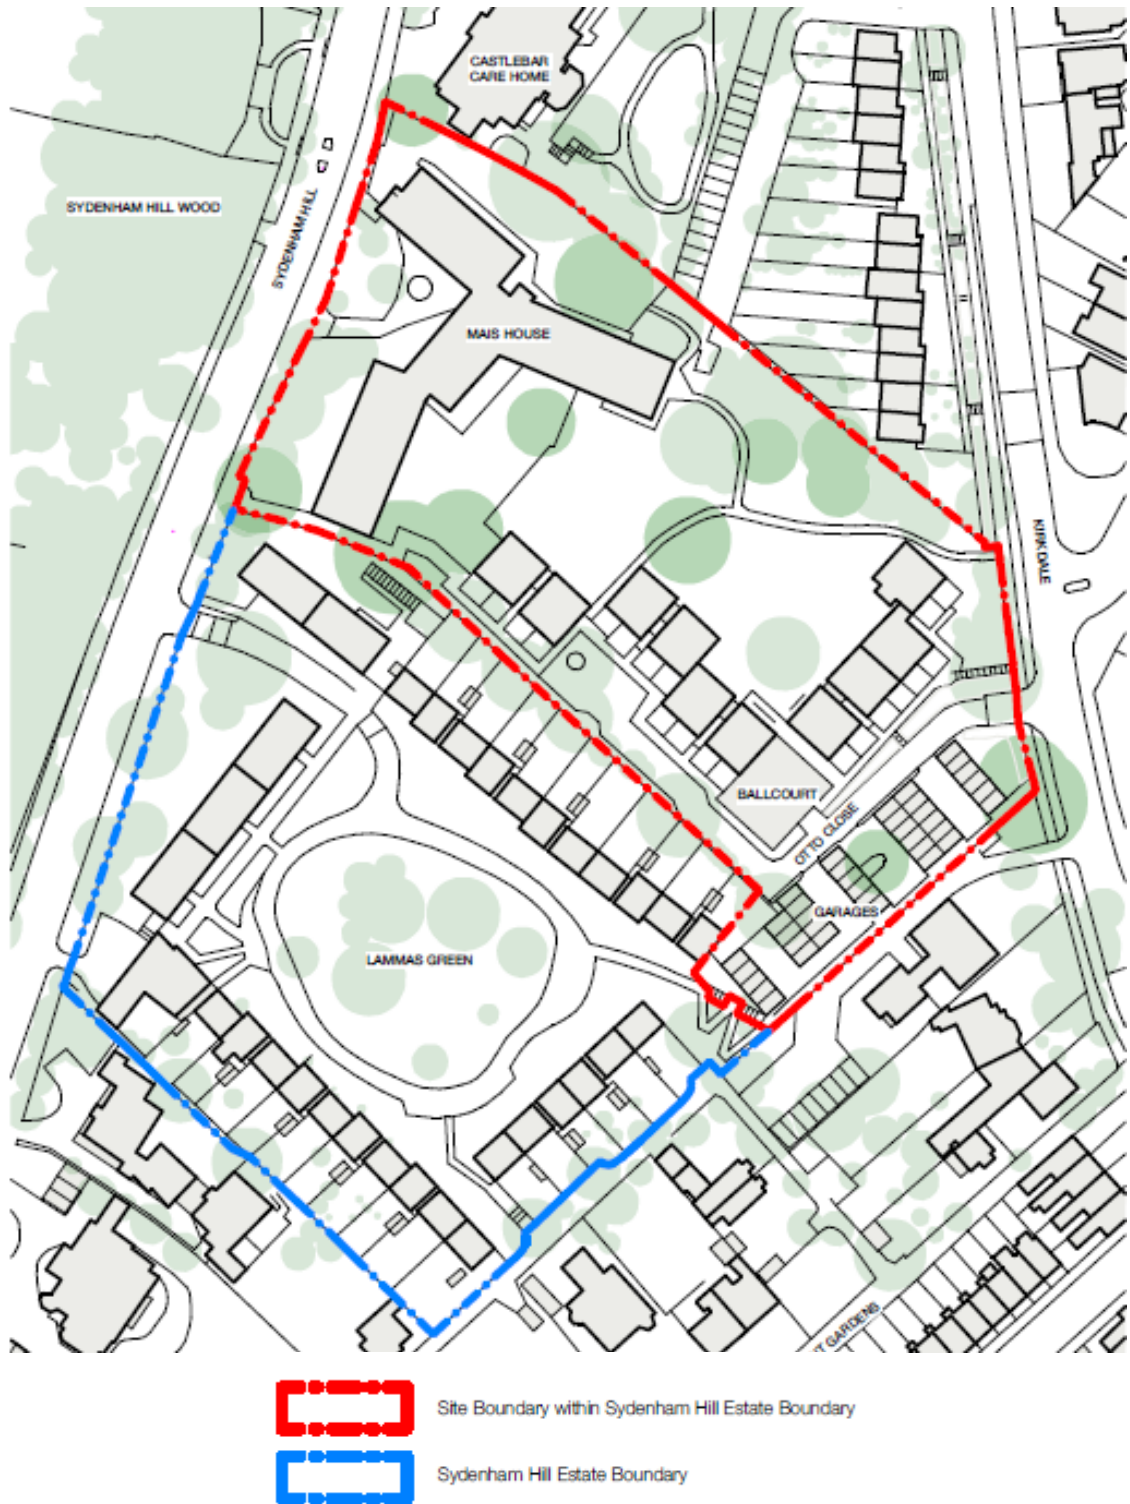 CASTLEBAR
CARE HOME
SYDENHAM HILL WOOD
SYDENHAM HILL
MAIS HOUSE
KIRKDALE
BALLCOURT
OTTO CLOSE
GARAGES
LAMMAS GREEN
T GARDENS
Site Boundary within Sydenham Hill Estate Boundary
Sydenham Hill Estate Boundary